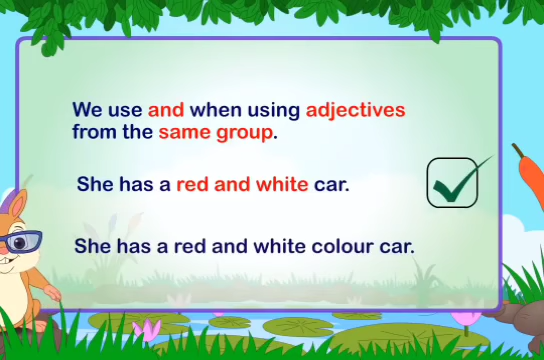 We use and when using adjectives
from the same group.
She has a red and white car.
She has a red and white colour car.